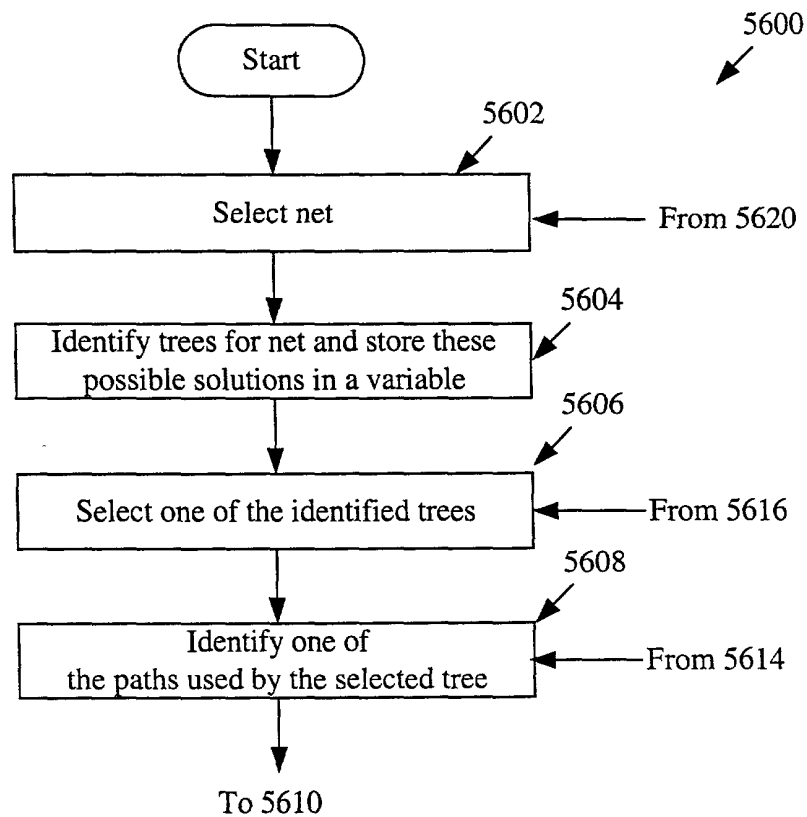 5600
Start
5602
Select net
From 5620
5604
Identify trees for net and store these
possible solutions in a variable
5606
Select one of the identified trees
From 5616
5608
Identify one of
the paths used by the selected tree
From 5614
To 5610